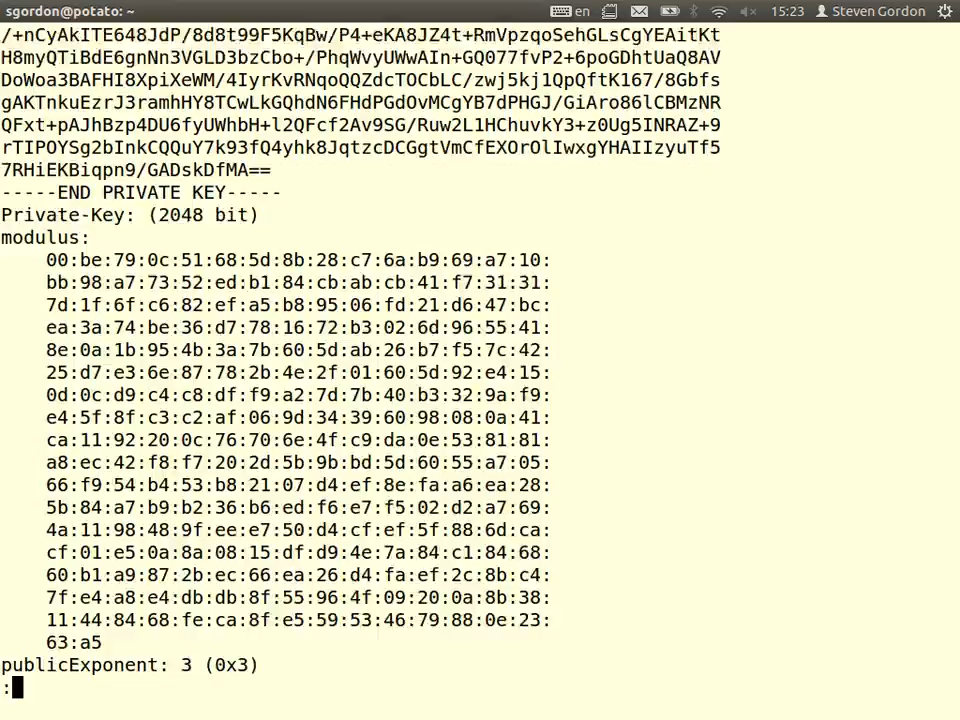 sgordon@potato: ~ en 15:23 Steven Gordon
/+nCyAkITE648JdP/8d8t99F5KqBw/P4+eKA8JZ4t+RmVpzqoSehGLsCgYEAitKt
H8myQTiBdE6gnNn3VGLD3bzCbo+/PhqWvyUWwAIn+GQ077fvP2+6poGDhtUaQ8AV
DoWoa3BAFHI8XpiXeWM/4IyrKvRNqoQQZdcTOCbLC/zwj5kj1QpQftK167/8Gbfs
gAKTnkuEzrJ3ramhHY8TCwLkGQhdN6FHdPGdOvMCgYB7dPHGJ/GiAro86lCBMzNR
QFxt+pAJhBzp4DU6fyUWhbH+l2QFcf2Av9SG/Ruw2L1HChuvkY3+z0Ug5INRAZ+9
rTIPOYSg2bInkCQQuY7k93fQ4yhk8JqtzcDCGgtVmCfEXOrOlIwxgYHAIIzyuTf5
7RHiEKBiqpn9/GADskDfMA==
-----END PRIVATE KEY-----
Private-Key: (2048 bit)
modulus:
00:be:79:0c:51:68:5d:8b:28:c7:6a:b9:69:a7:10:
bb:98:a7:73:52:ed:b1:84:cb:ab:cb:41:f7:31:31:
7d:1f:6f:c6:82:ef:a5:b8:95:06:fd:21:d6:47:bc:
ea:3a:74:be:36:d7:78:16:72:b3:02:6d:96:55:41:
8e:0a:1b:95:4b:3a:7b:60:5d:ab:26:b7:f5:7c:42:
25:d7:e3:6e:87:78:2b:4e:2f:01:60:5d:92:e4:15:
0d:0c:d9:c4:c8:df:f9:a2:7d:7b:40:b3:32:9a:f9:
e4:5f:8f:c3:c2:af:06:9d:34:39:60:98:08:0a:41:
ca:11:92:20:0c:76:70:6e:4f:c9:da:0e:53:81:81:
a8:ec:42:f8:f7:20:2d:5b:9b:bd:5d:60:55:a7:05:
66:f9:54:b4:53:b8:21:07:d4:ef:8e:fa:a6:ea:28:
5b:84:a7:b9:b2:36:b6:ed:f6:e7:f5:02:d2:a7:69:
4a:11:98:48:9f:ee:e7:50:d4:cf:ef:5f:88:6d:ca:
cf:01:e5:0a:8a:08:15:df:d9:4e:7a:84:c1:84:68:
60:b1:a9:87:2b:ec:66:ea:26:d4:fa:ef:2c:8b:c4:
7f:e4:a8:e4:db:db:8f:55:96:4f:09:20:0a:8b:38:
11:44:84:68:fe:ca:8f:e5:59:53:46:79:88:0e:23:
63:a5
publicExponent: 3 (0x3)
: